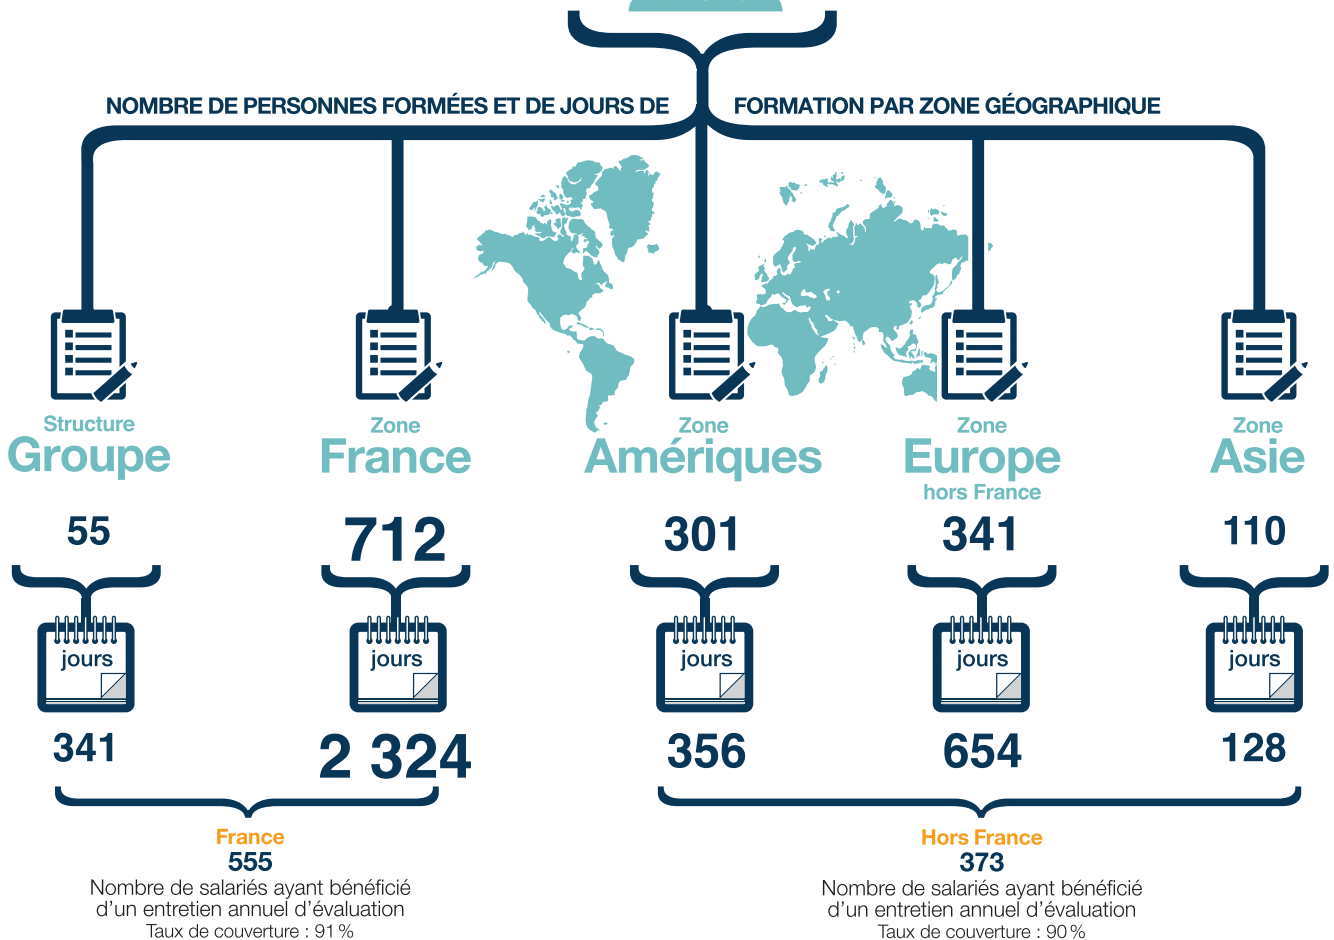 NOMBRE DE PERSONNES FORMÉES ET DE JOURS DE FORMATION PAR ZONE GÉOGRAPHIQUE
Structure
Groupe
55
jours
341
Zone
France
712
jours
2 324
Zone
Amériques
301
jours
356
Zone
Europe
hors France
341
jours
654
Zone
Asie
110
jours
128
France
555
Nombre de salariés ayant bénéficié
d'un entretien annuel d'évaluation
Taux de couverture : 91 %
Hors France
373
Nombre de salariés ayant bénéficié
d'un entretien annuel d'évaluation
Taux de couverture : 90 %